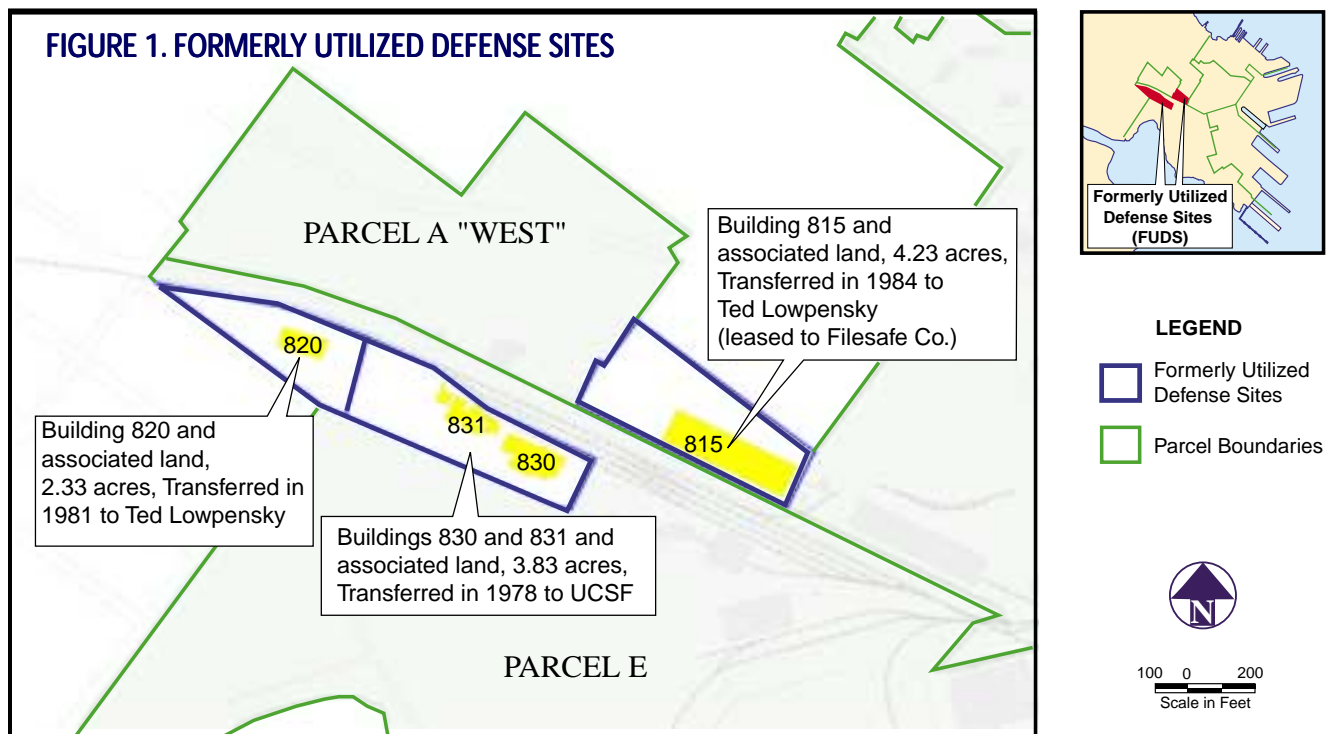 FIGURE 1. FORMERLY UTILIZED DEFENSE SITES
PARCEL A "WEST"
Building 815 and
associated land, 4.23 acres,
Transferred in 1984 to
Ted Lowpensky
(leased to Filesafe Co.)
820
831
830
815
Building 820 and
associated land,
2.33 acres, Transferred in
1981 to Ted Lowpensky
Buildings 830 and 831 and
associated land, 3.83 acres,
Transferred in 1978 to UCSF
PARCEL E
Formerly Utilized
Defense Sites
(FUDS)
LEGEND
Formerly Utilized
Defense Sites
Parcel Boundaries
N
100 0 200
Scale in Feet